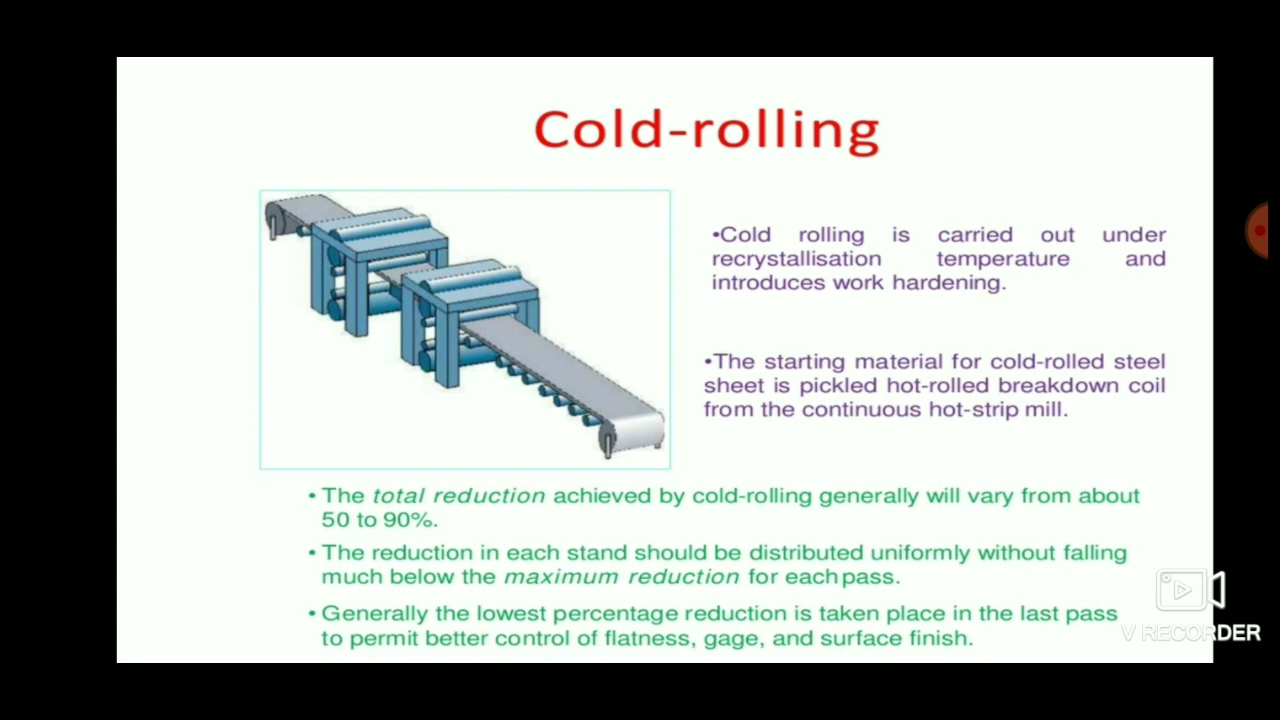 Cold-rolling
•Cold rolling is carried out under
recrystallisation temperature and
introduces work hardening.
•The starting material for cold-rolled steel
sheet is pickled hot-rolled breakdown coil
from the continuous hot-strip mill.
• The total reduction achieved by cold-rolling generally will vary from about
50 to 90%.
• The reduction in each stand should be distributed uniformly without falling
much below the maximum reduction for each pass.
• Generally the lowest percentage reduction is taken place in the last pass
to permit better control of flatness, gage, and surface finish.
V RECORDER